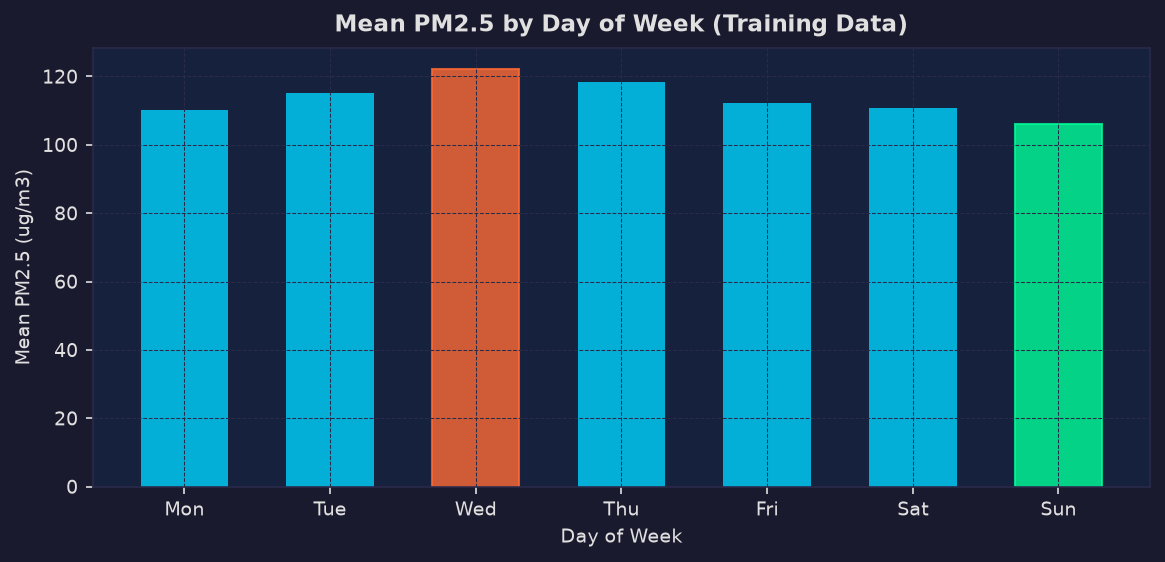 Mean PM2.5 by Day of Week (Training Data)
Mean PM2.5 (ug/m3)
120
100
80
60
40
20
0
Mon Tue Wed Thu Fri Sat Sun
Day of Week